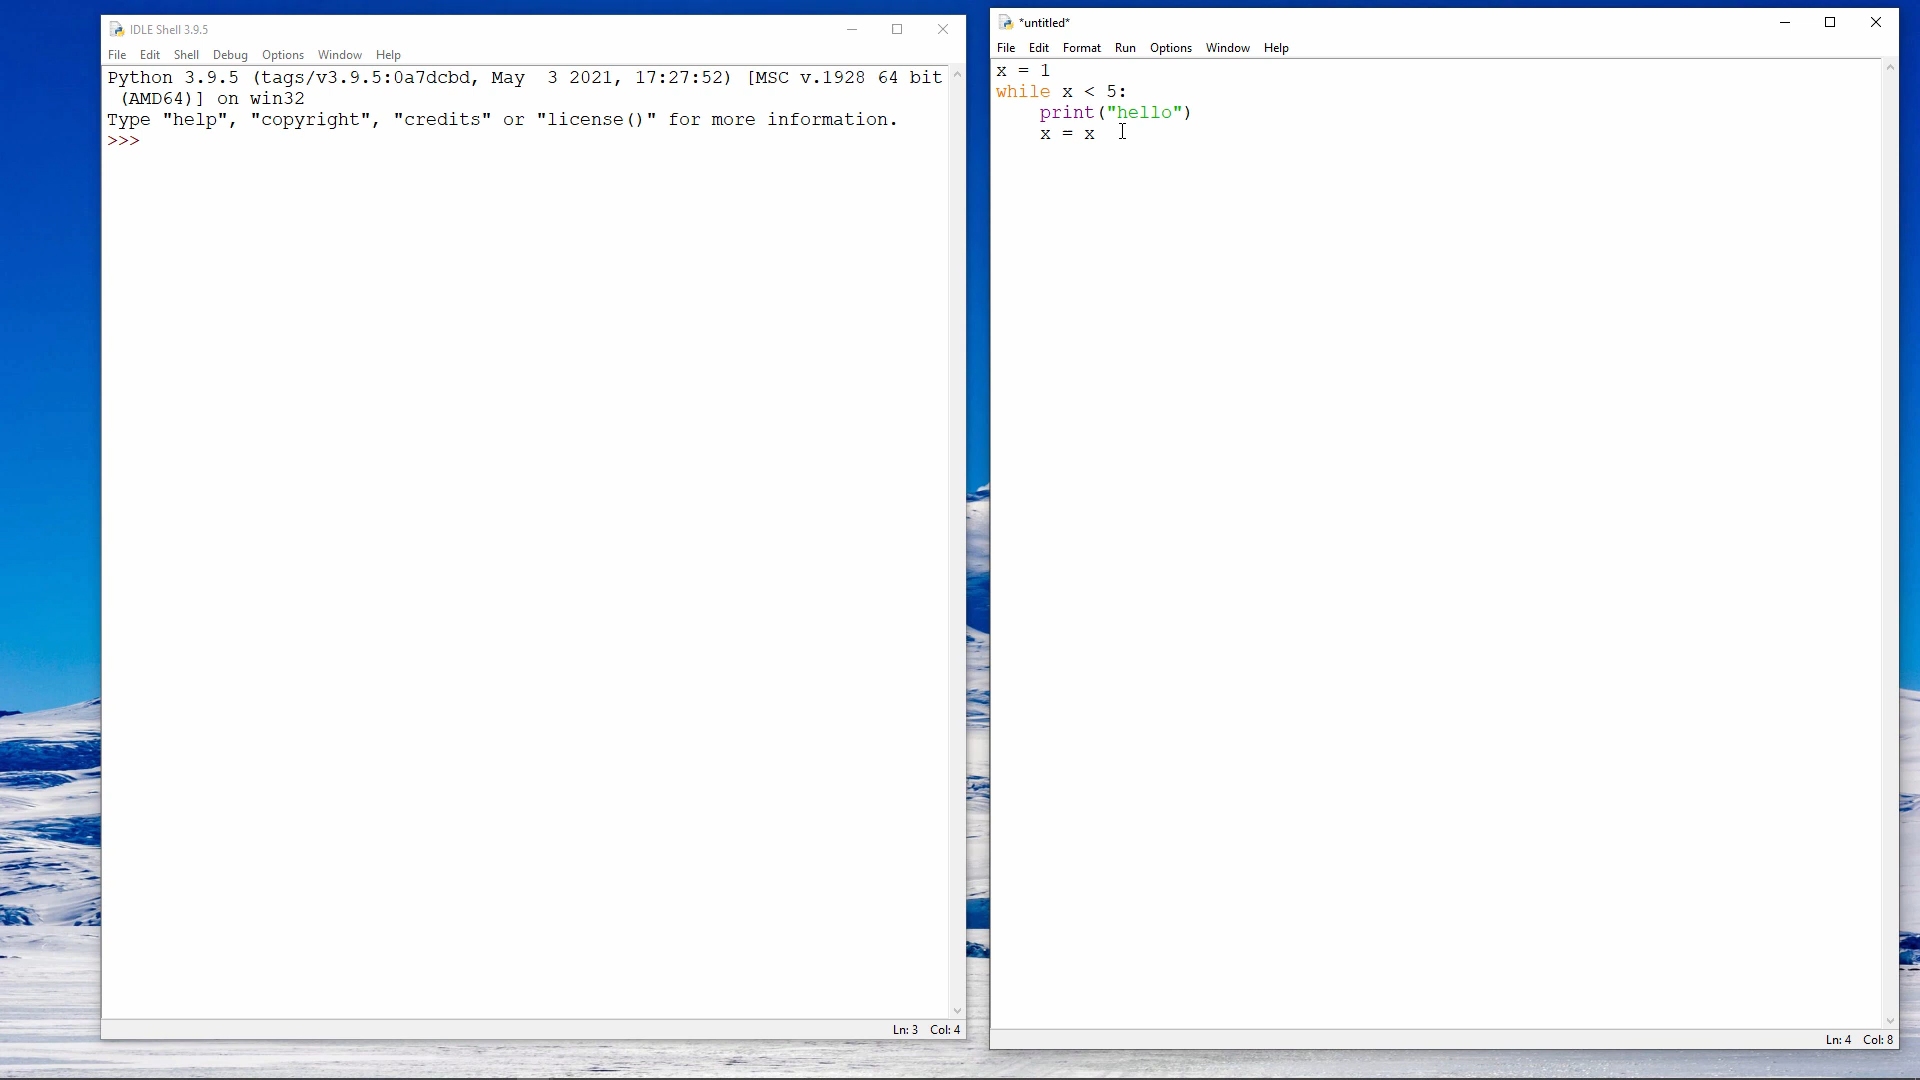 IDLE Shell 3.9.5
File Edit Shell Debug Options Window Help
Python 3.9.5 (tags/v3.9.5:0a7dcbd, May  3 2021, 17:27:52) [MSC v.1928 64 bit
 (AMD64)] on win32
Type "help", "copyright", "credits" or "license()" for more information.
>>>
Ln: 3 Col: 4
*untitled*
File Edit Format Run Options Window Help
x = 1
while x < 5:
    print("hello")
    x = x
Ln: 4 Col: 8